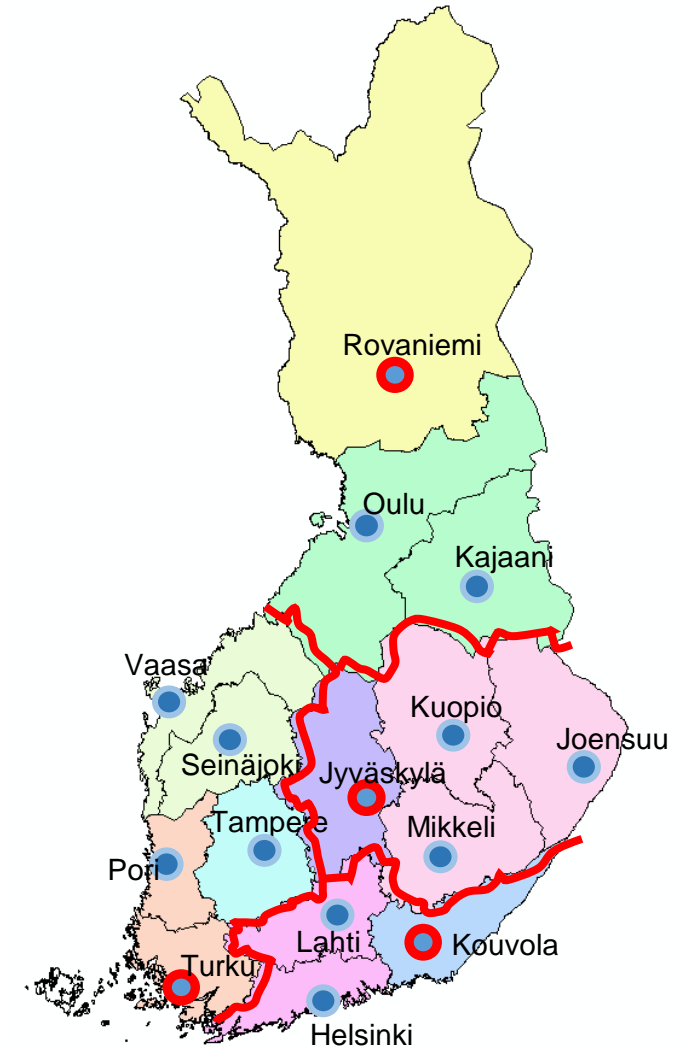 Rovaniemi
Oulu
Kajaani
Vaasa
Kuopio
Joensuu
Seinäjoki
Jyväskylä
Tampere
Mikkeli
Pori
Lahti
Kouvola
Turku
Helsinki